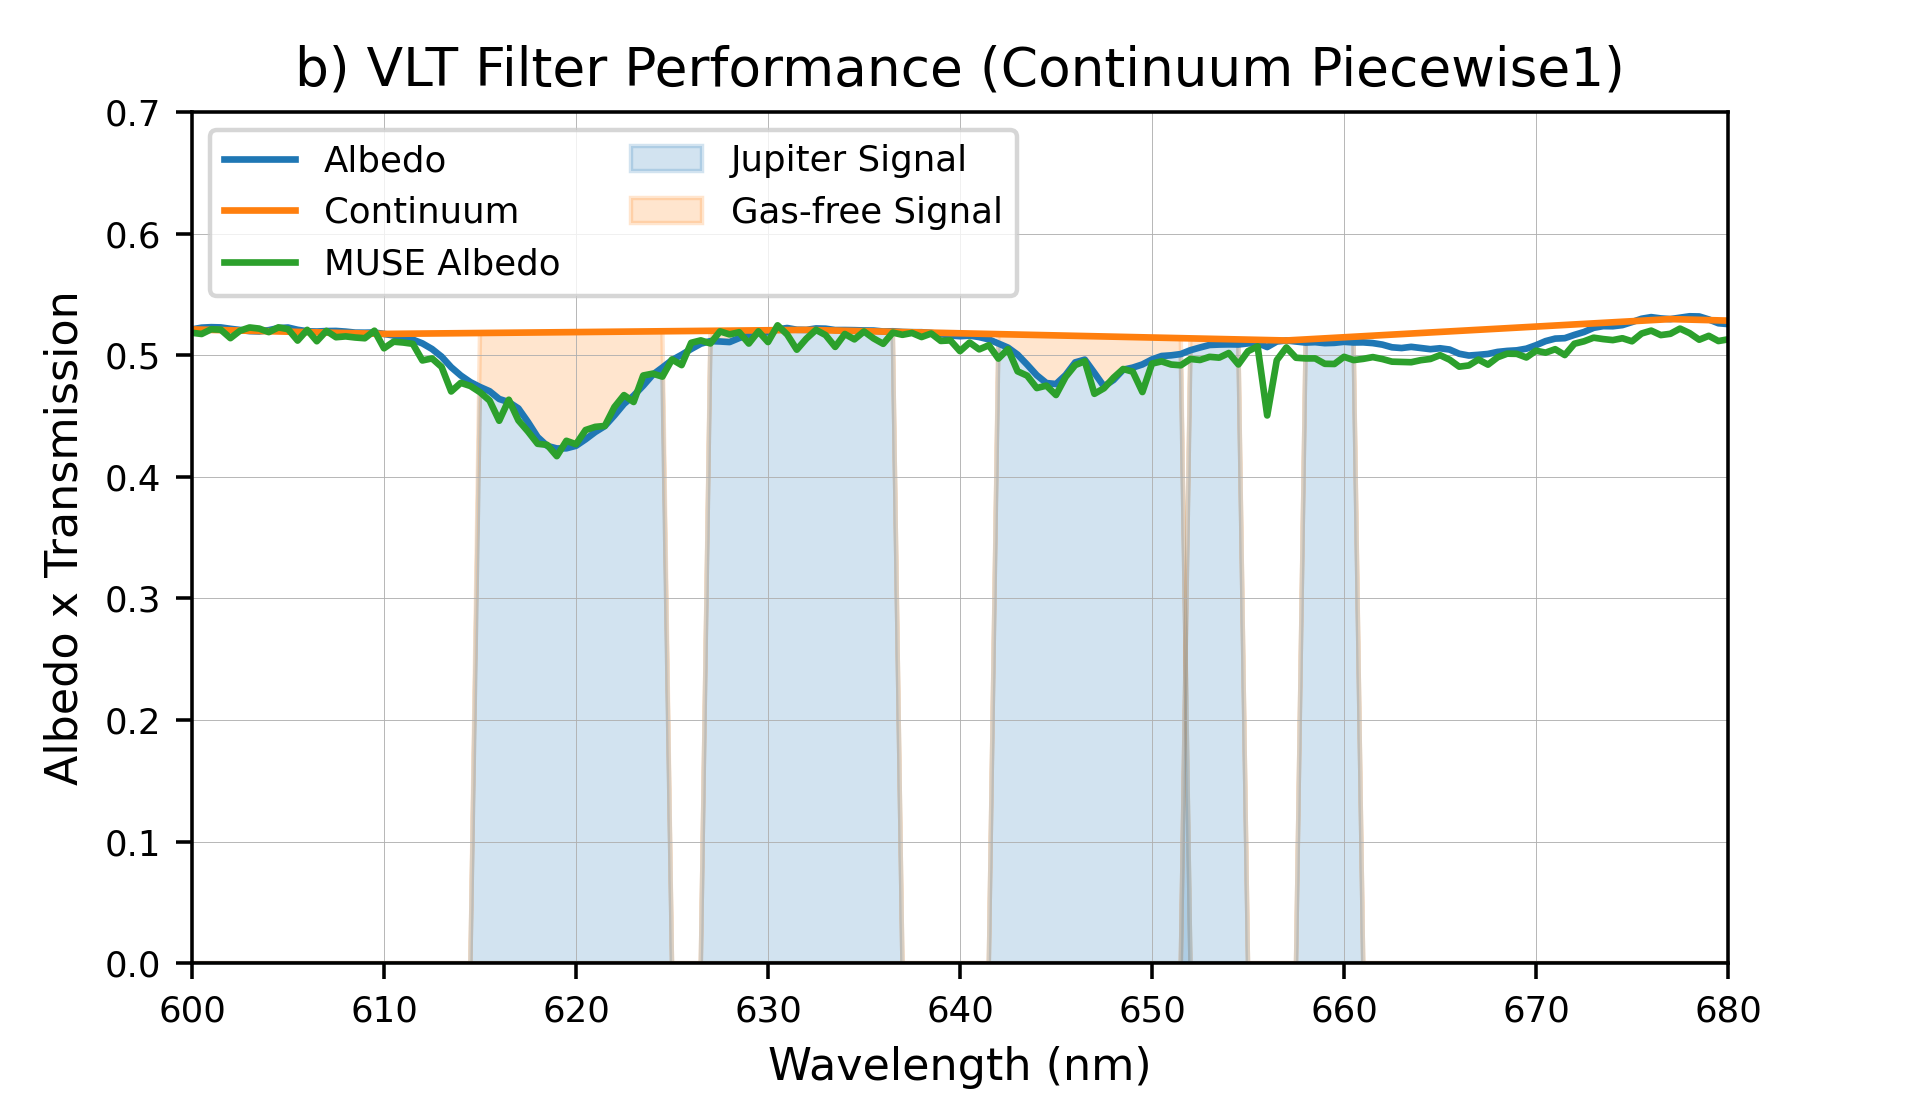 b) VLT Filter Performance (Continuum Piecewise1)
Albedo
Continuum
MUSE Albedo
Jupiter Signal
Gas-free Signal
Albedo x Transmission
0.7
0.6
0.5
0.4
0.3
0.2
0.1
0.0
600 610 620 630 640 650 660 670 680
Wavelength (nm)